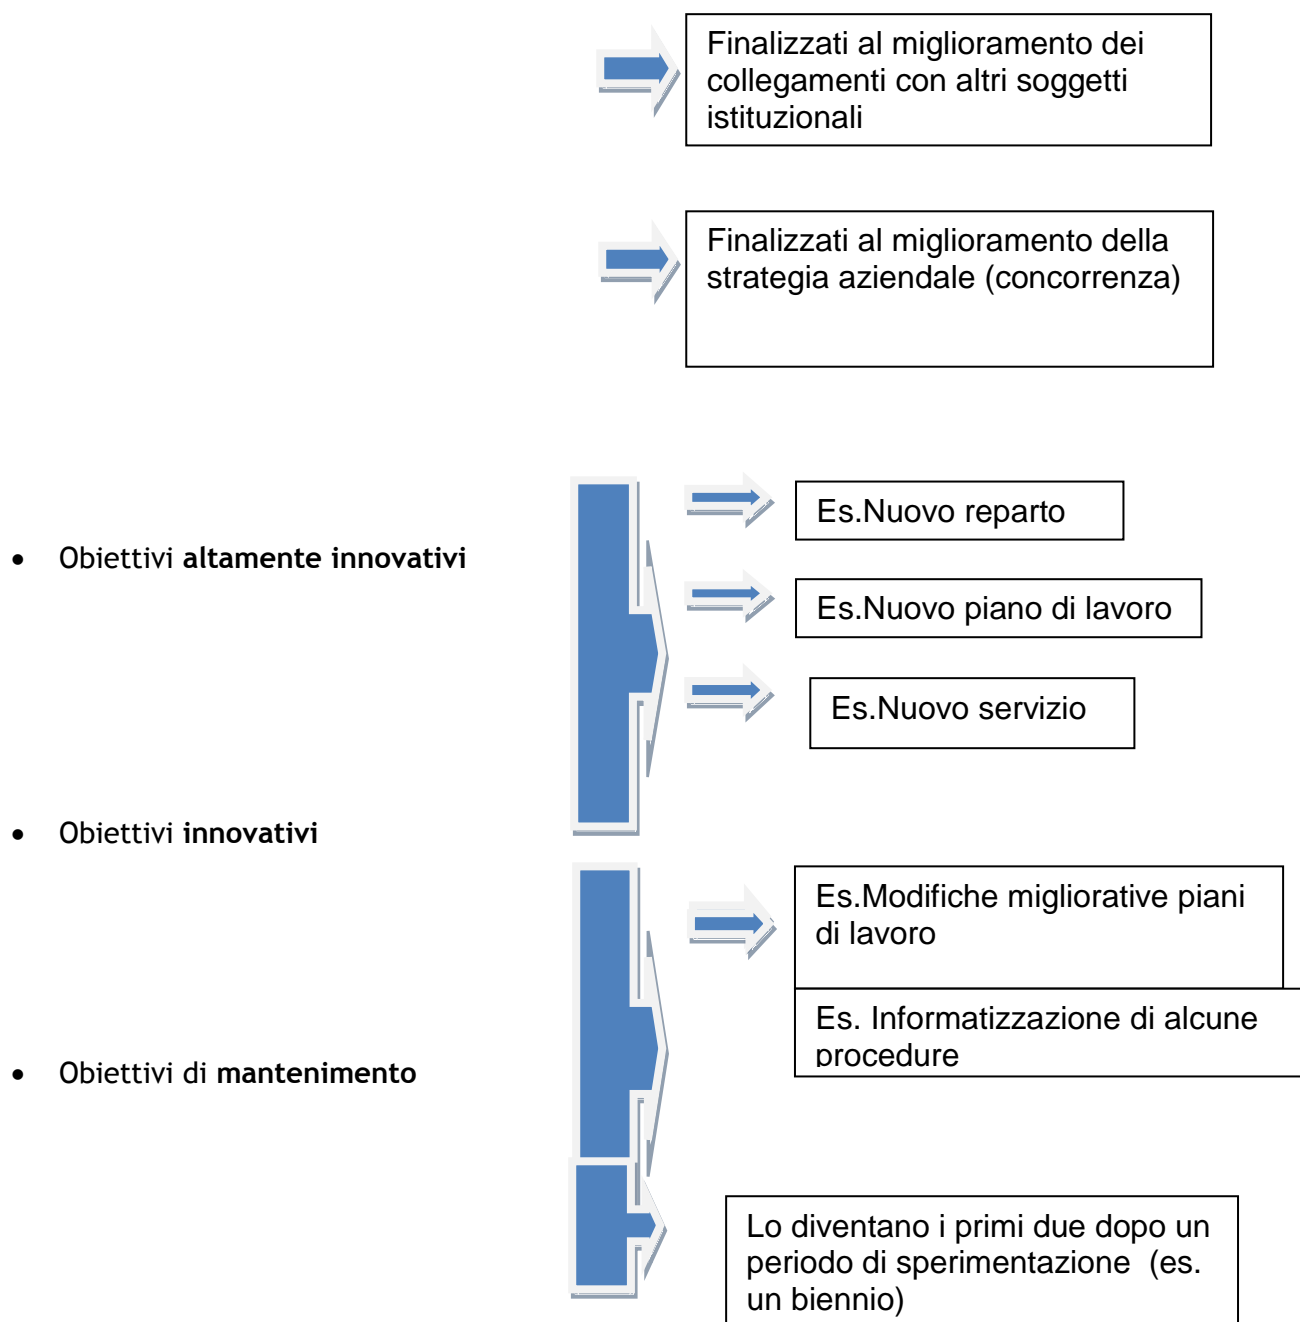 Finalizzati al miglioramento dei
collegamenti con altri soggetti
istituzionali
Finalizzati al miglioramento della
strategia aziendale (concorrenza)
• Obiettivi altamente innovativi
Es.Nuovo reparto
Es.Nuovo piano di lavoro
Es.Nuovo servizio
• Obiettivi innovativi
Es.Modifiche migliorative piani
di lavoro
Es. Informatizzazione di alcune
procedure
• Obiettivi di mantenimento
Lo diventano i primi due dopo un
periodo di sperimentazione (es.
un biennio)